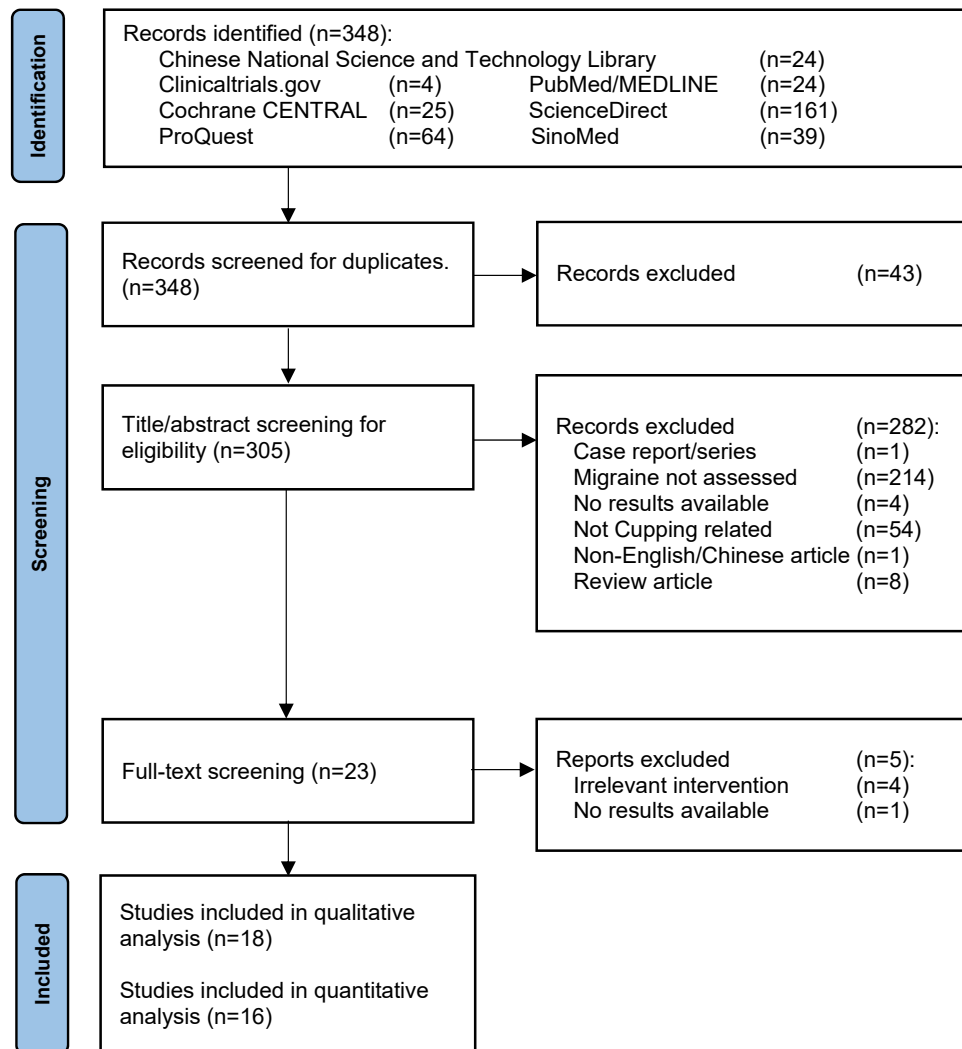 Identification
Records identified (n=348):
Chinese National Science and Technology Library (n=24)
Clinicaltrials.gov (n=4) PubMed/MEDLINE (n=24)
Cochrane CENTRAL (n=25) ScienceDirect (n=161)
ProQuest (n=64) SinoMed (n=39)
Screening
Records screened for duplicates.
(n=348)
Records excluded (n=43)
Title/abstract screening for
eligibility (n=305)
Records excluded (n=282):
Case report/series (n=1)
Migraine not assessed (n=214)
No results available (n=4)
Not Cupping related (n=54)
Non-English/Chinese article (n=1)
Review article (n=8)
Full-text screening (n=23)
Reports excluded (n=5):
Irrelevant intervention (n=4)
No results available (n=1)
Included
Studies included in qualitative
analysis (n=18)
Studies included in quantitative
analysis (n=16)